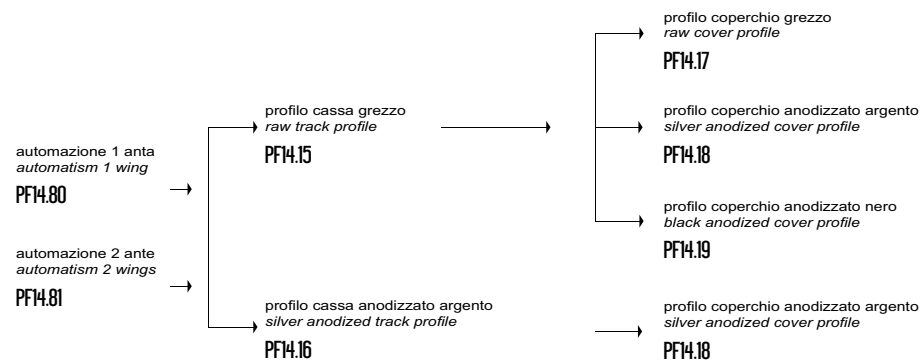 automazione 1 anta
automatism 1 wing
PF14.80
automazione 2 ante
automatism 2 wings
PF14.81
profilo cassa grezzo
raw track profile
PF14.15
profilo cassa anodizzato argento
silver anodized track profile
PF14.16
profilo coperchio grezzo
raw cover profile
PF14.17
profilo coperchio anodizzato argento
silver anodized cover profile
PF14.18
profilo coperchio anodizzato nero
black anodized cover profile
PF14.19
profilo coperchio anodizzato argento
silver anodized cover profile
PF14.18